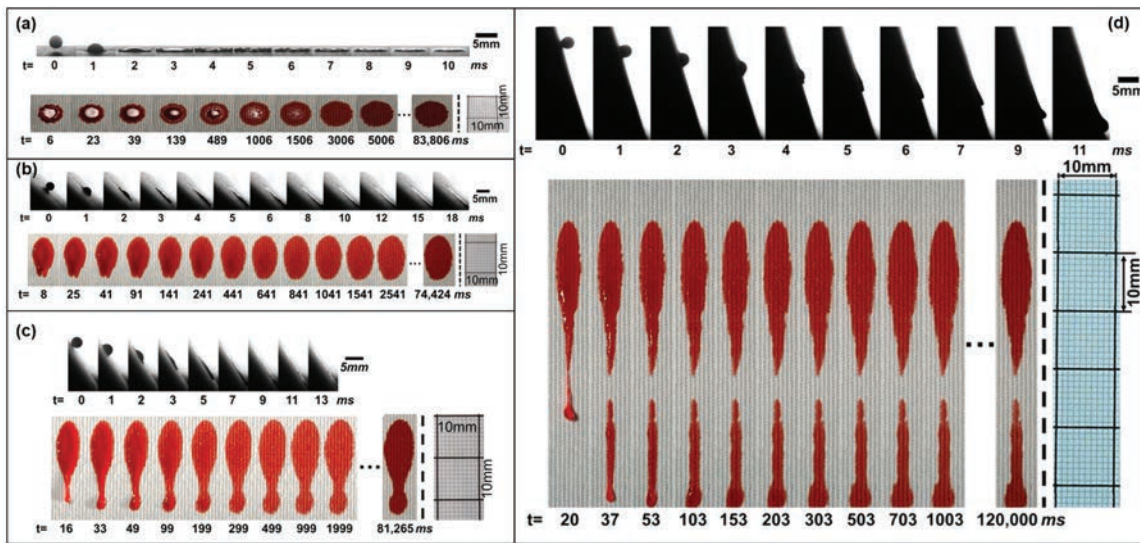 (a)
5mm
t= 0 1 2 3 4 5 6 7 8 9 10 ms
10mm
10mm
t= 6 23 39 139 489 1006 1506 3006 5006 ... 83,806 ms
(b)
5mm
t= 0 1 2 3 4 5 6 8 10 12 15 18 ms
10mm
10mm
t= 8 25 41 91 141 241 441 641 841 1041 1541 2541 ... 74,424 ms
(c)
5mm
t= 0 1 2 3 5 7 9 11 13 ms
10mm
10mm
t= 16 33 49 99 199 299 499 999 1999 ... 81,265 ms
(d)
5mm
t= 0 1 2 3 4 5 6 7 9 11 ms
10mm
10mm
t= 20 37 53 103 153 203 303 503 703 1003 ... 120,000 ms